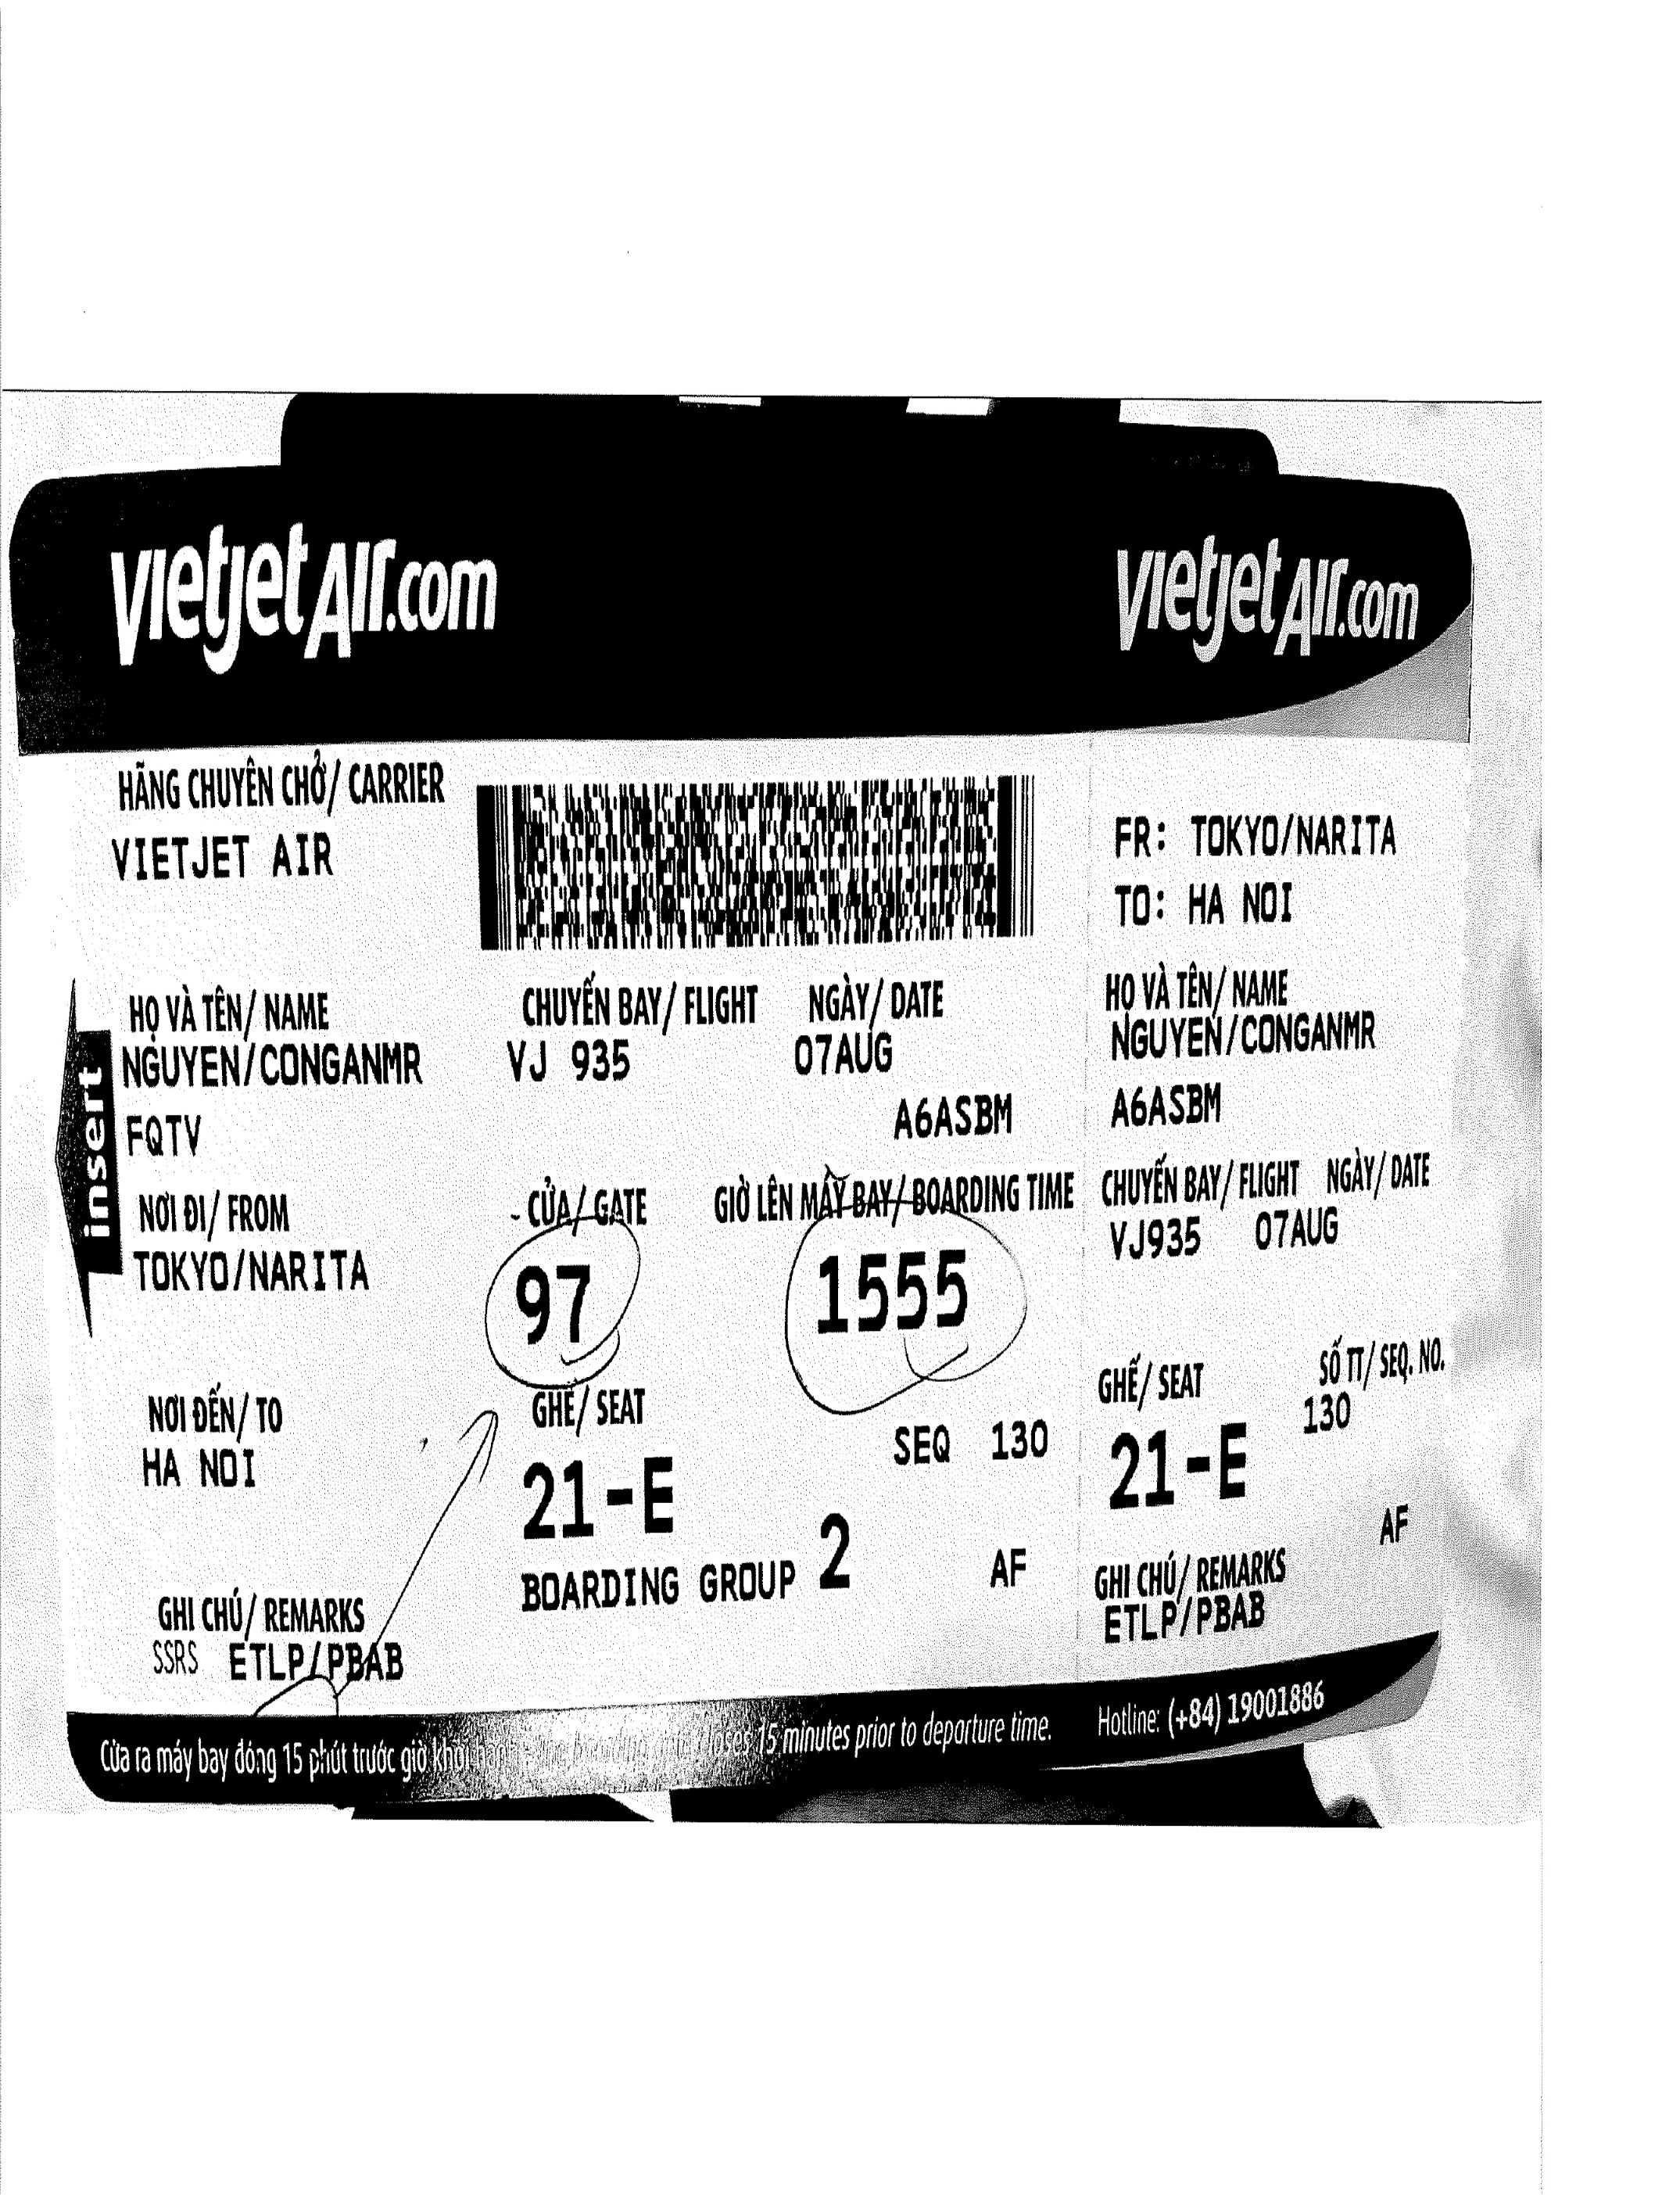 vietjetAir.com
vietjetAir.com
HÃNG CHUYÊN CHỞ/ CARRIER
VIETJET AIR
HỌ VÀ TÊN/ NAME
NGUYEN/CONGANMR
FQTV
CHUYẾN BAY/ FLIGHT NGÀY/ DATE
VJ 935 07AUG
A6ASBM
insert
NƠI ĐI/ FROM
TOKYO/NARITA
CỬA/ GATE GIỜ LÊN MÁY BAY/ BOARDING TIME
97 1555
NƠI ĐẾN/ TO
HA NOI
GHẾ/ SEAT
21-E
SEQ 130
BOARDING GROUP 2 AF
GHI CHÚ/ REMARKS
SSRS ETLP/PBAB
FR: TOKYO/NARITA
TO: HA NOI
HỌ VÀ TÊN/ NAME
NGUYEN/CONGANMR
A6ASBM
CHUYẾN BAY/ FLIGHT NGÀY/ DATE
VJ935 07AUG
GHẾ/ SEAT SỐ TT/ SEQ. NO.
21-E 130
AF
GHI CHÚ/ REMARKS
ETLP/PBAB
Cửa ra máy bay đóng 15 phút trước giờ khởi closes 15 minutes prior to departure time. Hotline: (+84) 19001886